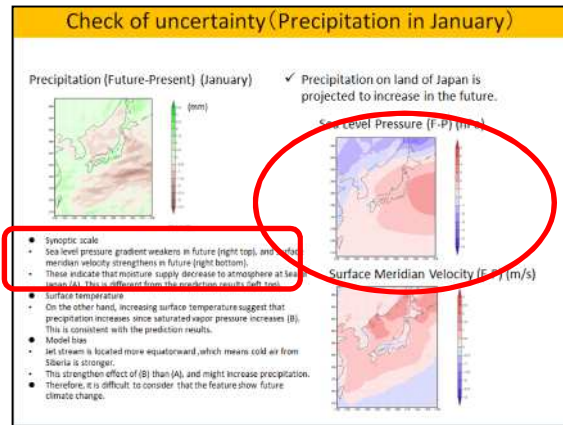 Check of uncertainty(Precipitation in January)
Precipitation (Future-Present) (January)
(mm)
✓ Precipitation on land of Japan is
projected to increase in the future.
Sea Level Pressure (F-P) (hPa)
● Synoptic scale
• Sea level pressure gradient weakens in future (right top), and surface
meridian velocity strengthens in future (right bottom).
• These indicate that moisture supply decrease to atmosphere at Sea of
Japan (A). This is different from the prediction results (left top).
Surface Meridian Velocity (F-P) (m/s)
● Surface temperature
• On the other hand, increasing surface temperature suggest that
precipitation increases since saturated vapor pressure increases (B).
This is consistent with the prediction results.
● Model bias
• Jet stream is located more equatorward ,which means cold air from
Siberia is stronger.
• This strengthen effect of (B) than (A), and might increase precipitation.
● Therefore, it is difficult to consider that the feature show future
climate change.